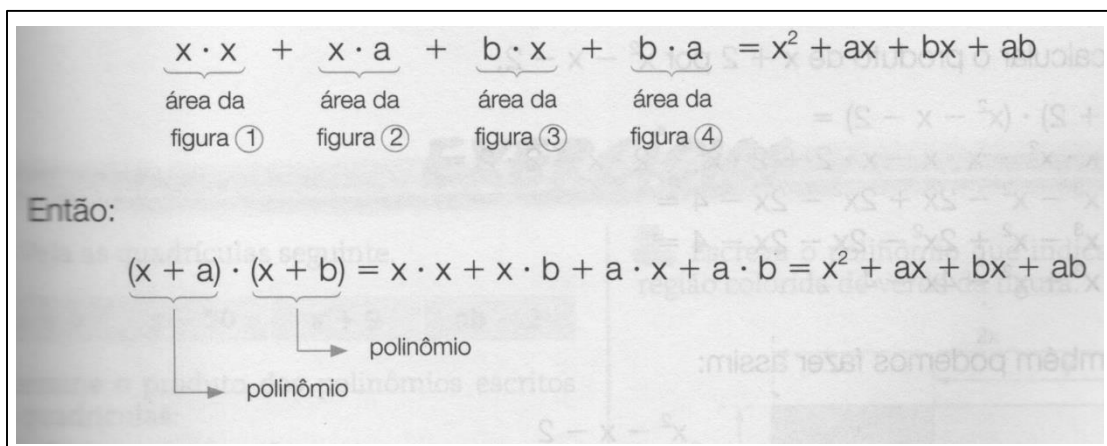 x · x + x · a + b · x + b · a = x² + ax + bx + ab
área da área da área da área da
figura ① figura ② figura ③ figura ④
Então:
(x + a) · (x + b) = x · x + x · b + a · x + a · b = x² + ax + bx + ab
polinômio
polinômio